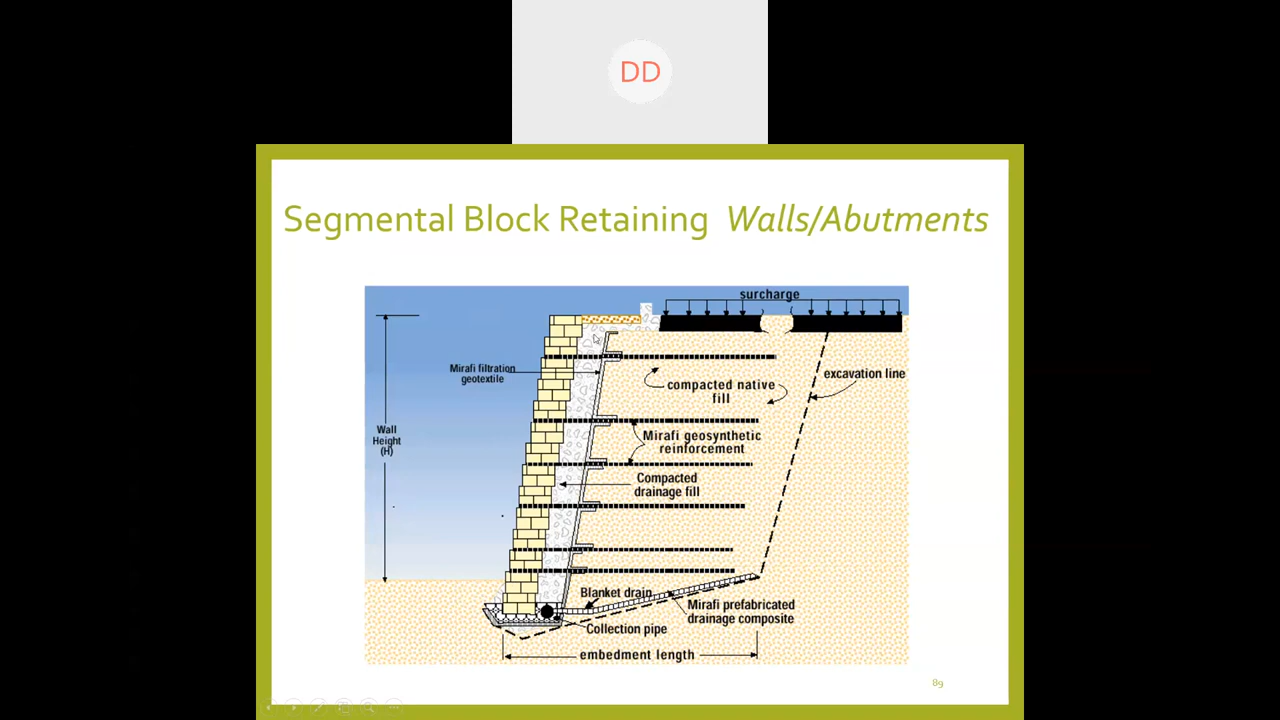 DD
Segmental Block Retaining Walls/Abutments
surcharge
Mirafi filtration
geotextile
excavation line
compacted native
fill
Wall
Height
(H)
Mirafi geosynthetic
reinforcement
Compacted
drainage fill
Blanket drain
Mirafi prefabricated
drainage composite
Collection pipe
embedment length
89